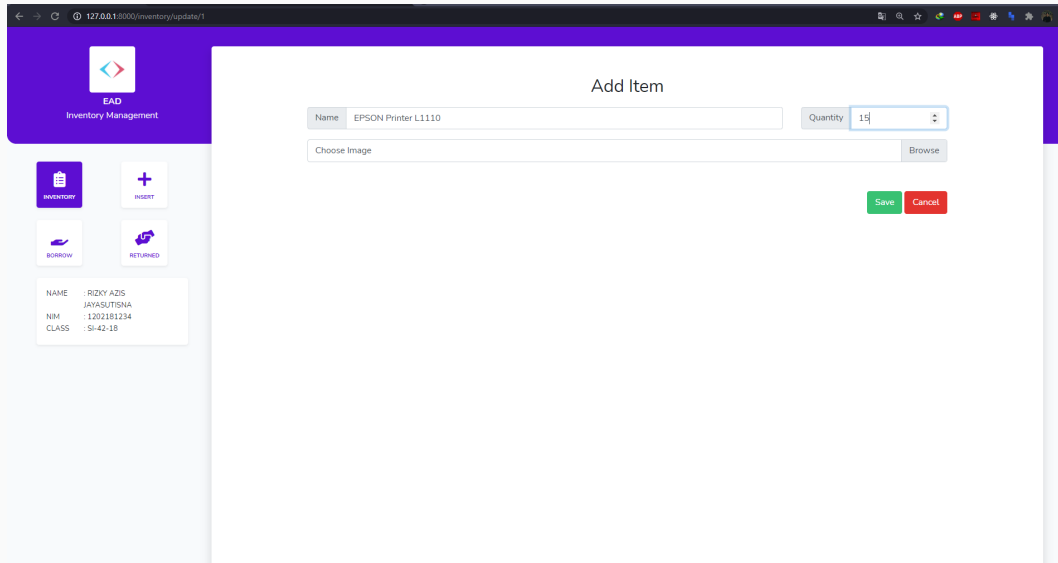 127.0.0.1:8000/inventory/update/1
EAD
Inventory Management
INVENTORY
INSERT
BORROW
RETURNED
NAME : RIZKY AZIS
JAYASUTISNA
NIM : 1202181234
CLASS : SI-42-18
Add Item
Name EPSON Printer L1110 Quantity 15
Choose Image Browse
Save Cancel